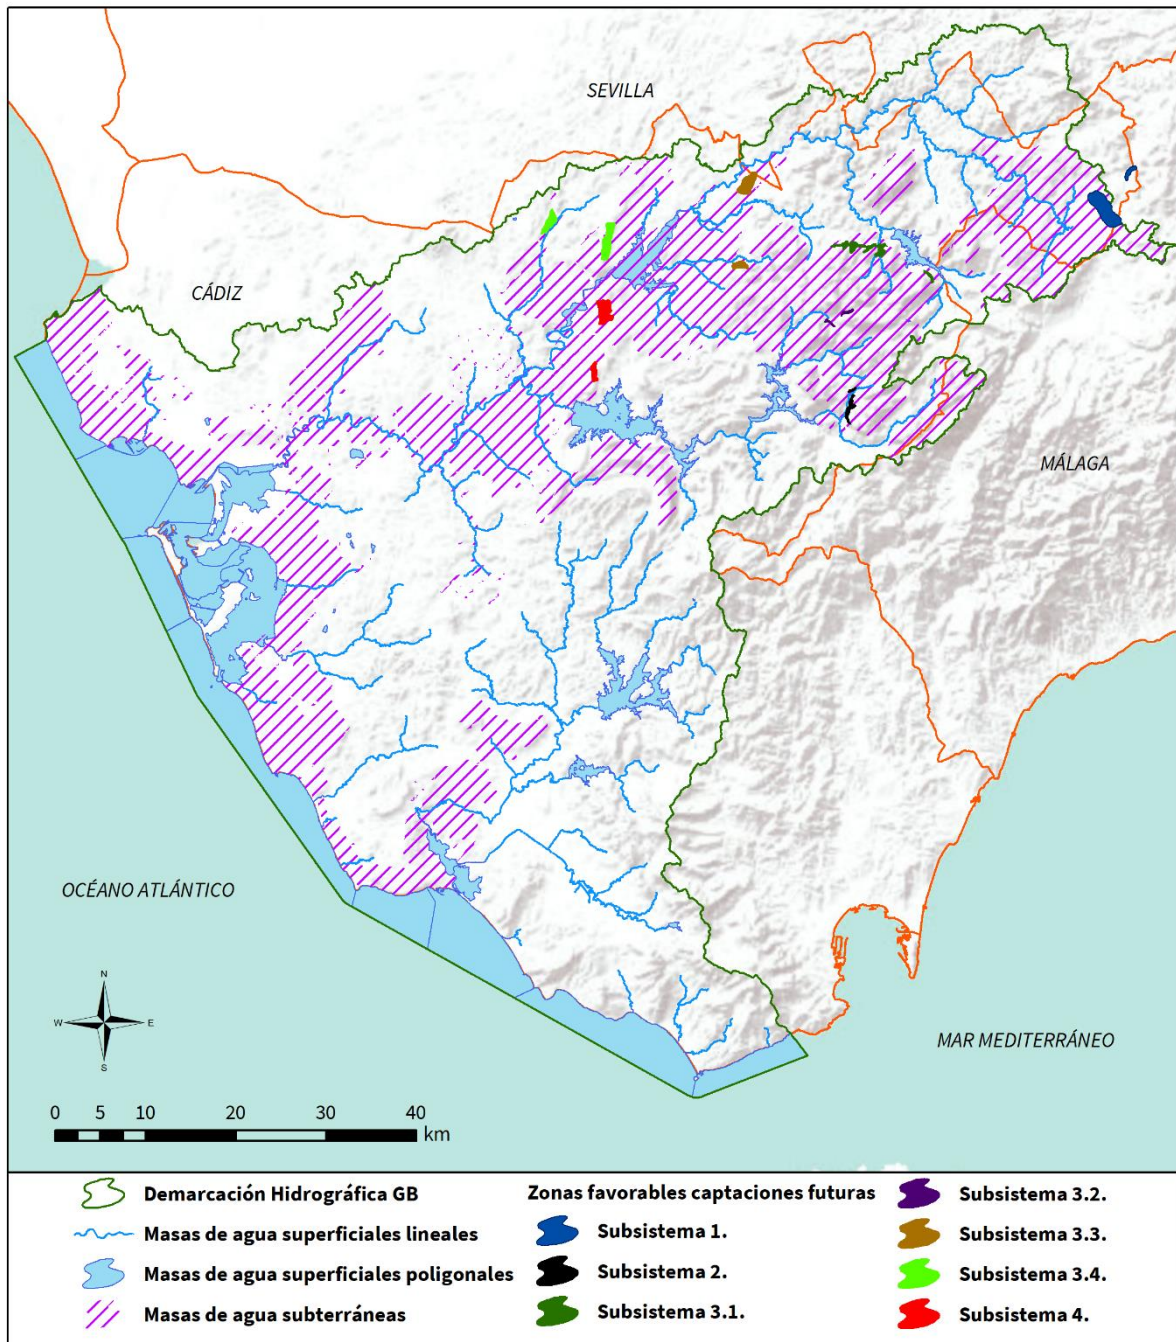 SEVILLA
CÁDIZ
MÁLAGA
OCÉANO ATLÁNTICO
N
W E
S
MAR MEDITERRÁNEO
0 5 10 20 30 40
km
Demarcación Hidrográfica GB
Masas de agua superficiales lineales
Masas de agua superficiales poligonales
Masas de agua subterráneas
Zonas favorables captaciones futuras
Subsistema 1.
Subsistema 2.
Subsistema 3.1.
Subsistema 3.2.
Subsistema 3.3.
Subsistema 3.4.
Subsistema 4.